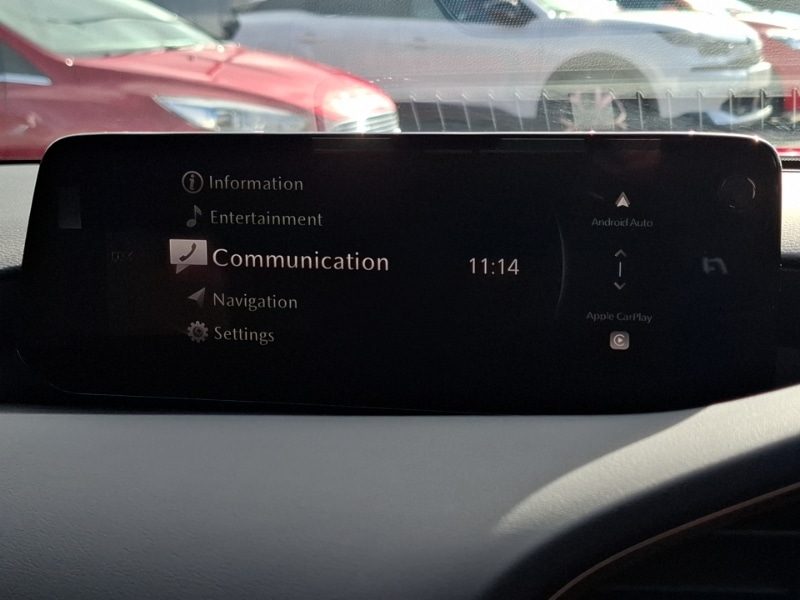 Information
Entertainment
Communication
Navigation
Settings
11:14
Android Auto
Apple CarPlay